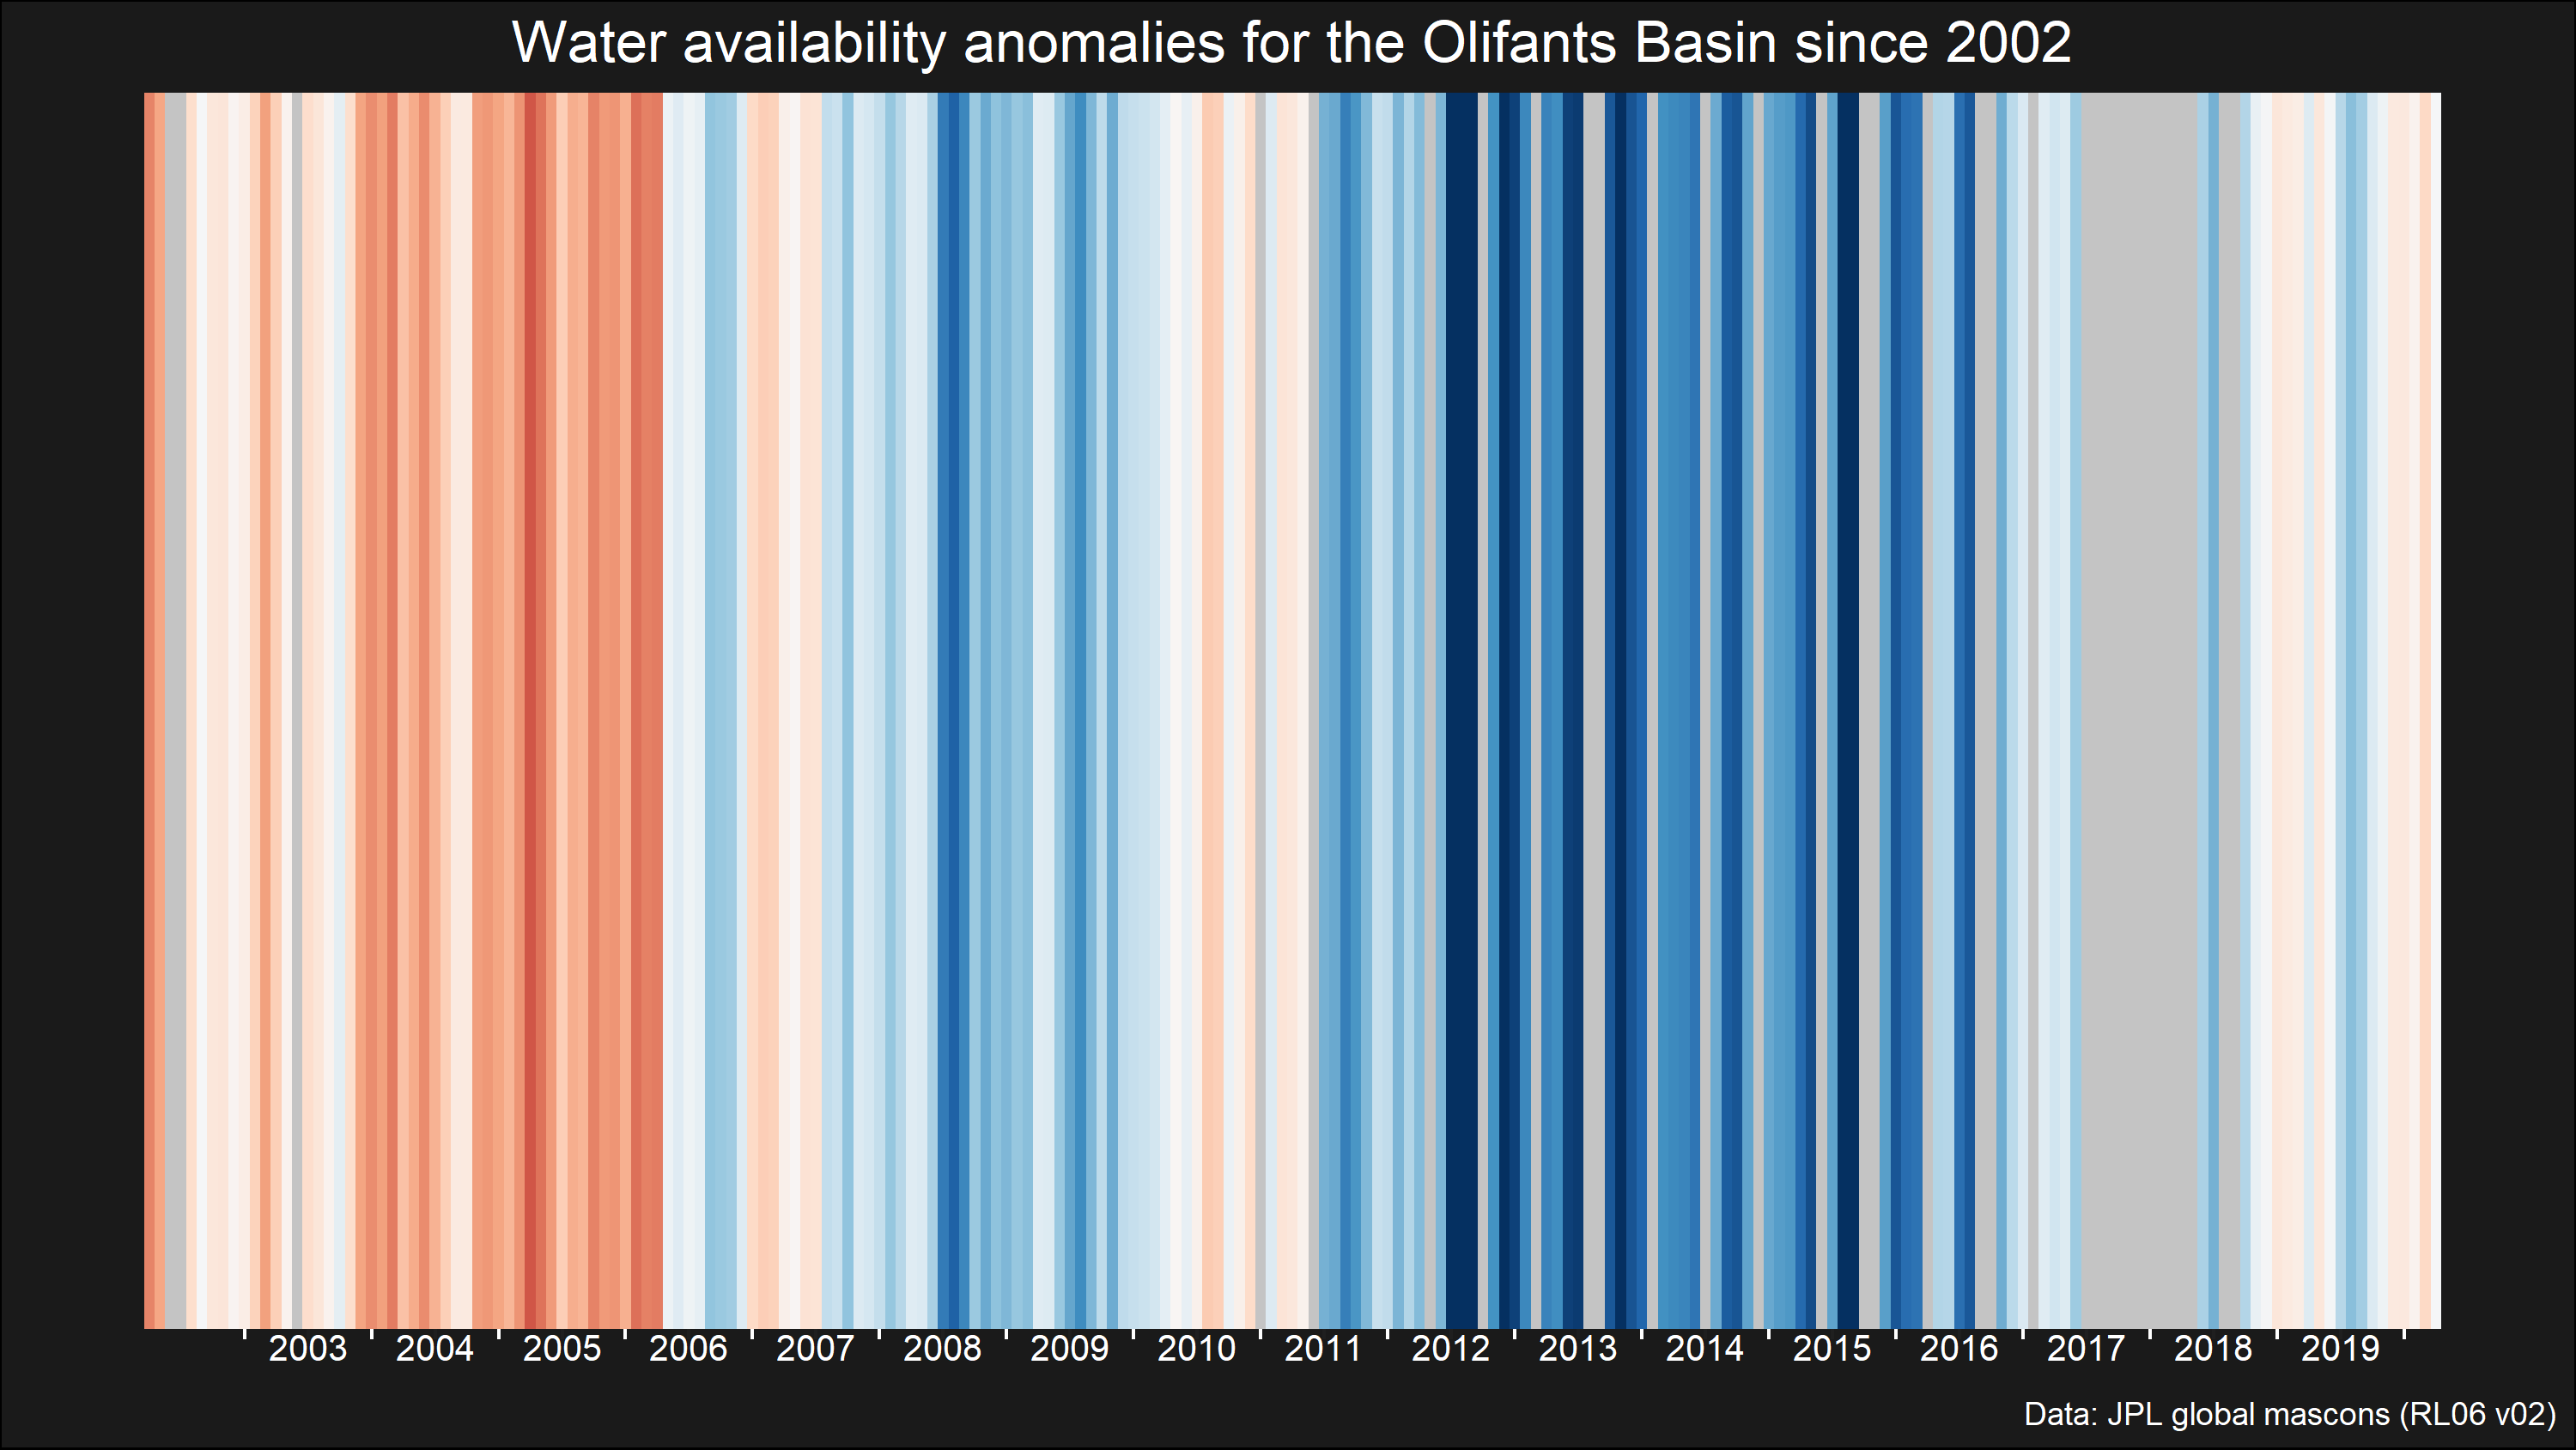 Water availability anomalies for the Olifants Basin since 2002
2003 2004 2005 2006 2007 2008 2009 2010 2011 2012 2013 2014 2015 2016 2017 2018 2019
Data: JPL global mascons (RL06 v02)